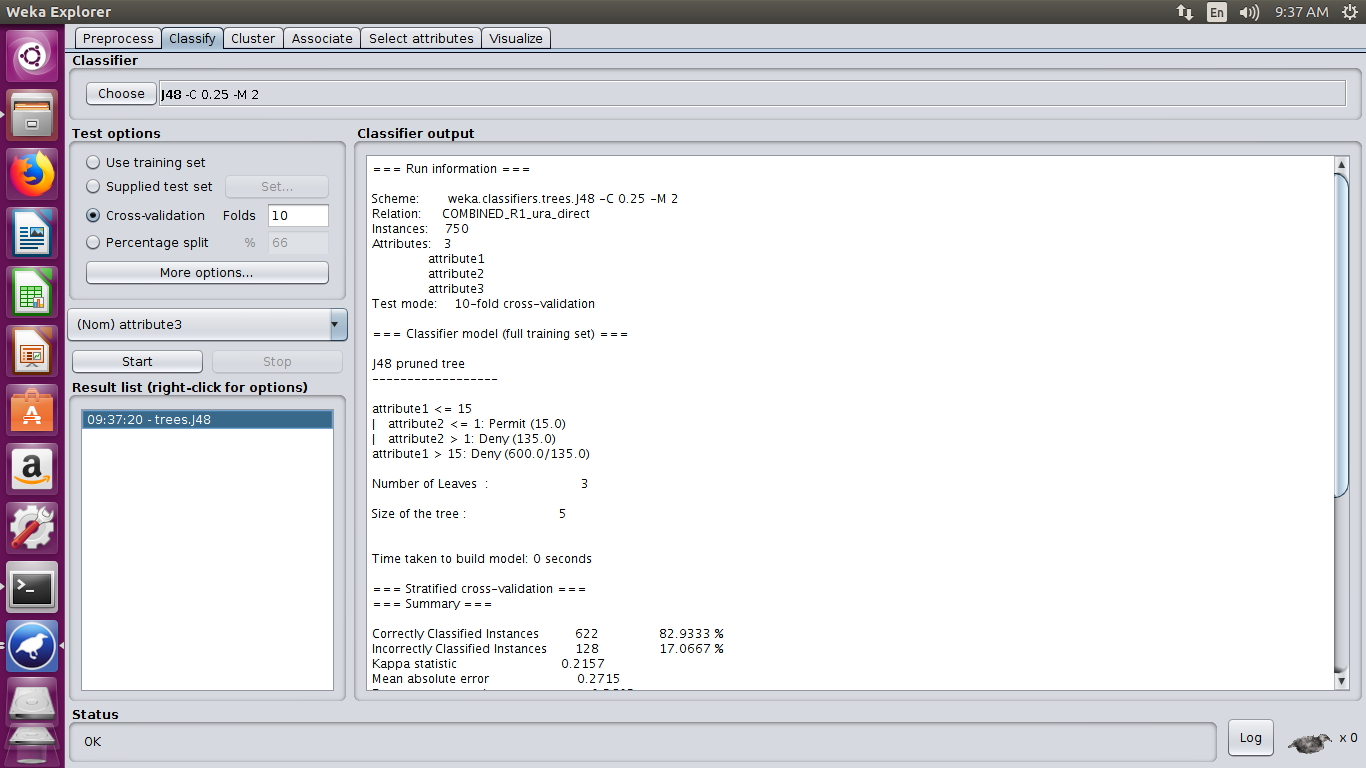 Weka Explorer
En
9:37 AM
Preprocess Classify Cluster Associate Select attributes Visualize
Classifier
Choose J48 -C 0.25 -M 2
Test options
Use training set
Supplied test set Set...
Cross-validation Folds 10
Percentage split % 66
More options...
(Nom) attribute3
Start Stop
Result list (right-click for options)
09:37:20 - trees.J48
Classifier output
=== Run information ===
Scheme: weka.classifiers.trees.J48 -C 0.25 -M 2
Relation: COMBINED_R1_ura_direct
Instances: 750
Attributes: 3
attribute1
attribute2
attribute3
Test mode: 10-fold cross-validation
=== Classifier model (full training set) ===
J48 pruned tree
------------------
attribute1 <= 15
| attribute2 <= 1: Permit (15.0)
| attribute2 > 1: Deny (135.0)
attribute1 > 15: Deny (600.0/135.0)
Number of Leaves : 3
Size of the tree : 5
Time taken to build model: 0 seconds
=== Stratified cross-validation ===
=== Summary ===
Correctly Classified Instances 622 82.9333 %
Incorrectly Classified Instances 128 17.0667 %
Kappa statistic 0.2157
Mean absolute error 0.2715
Status
OK
Log
x 0